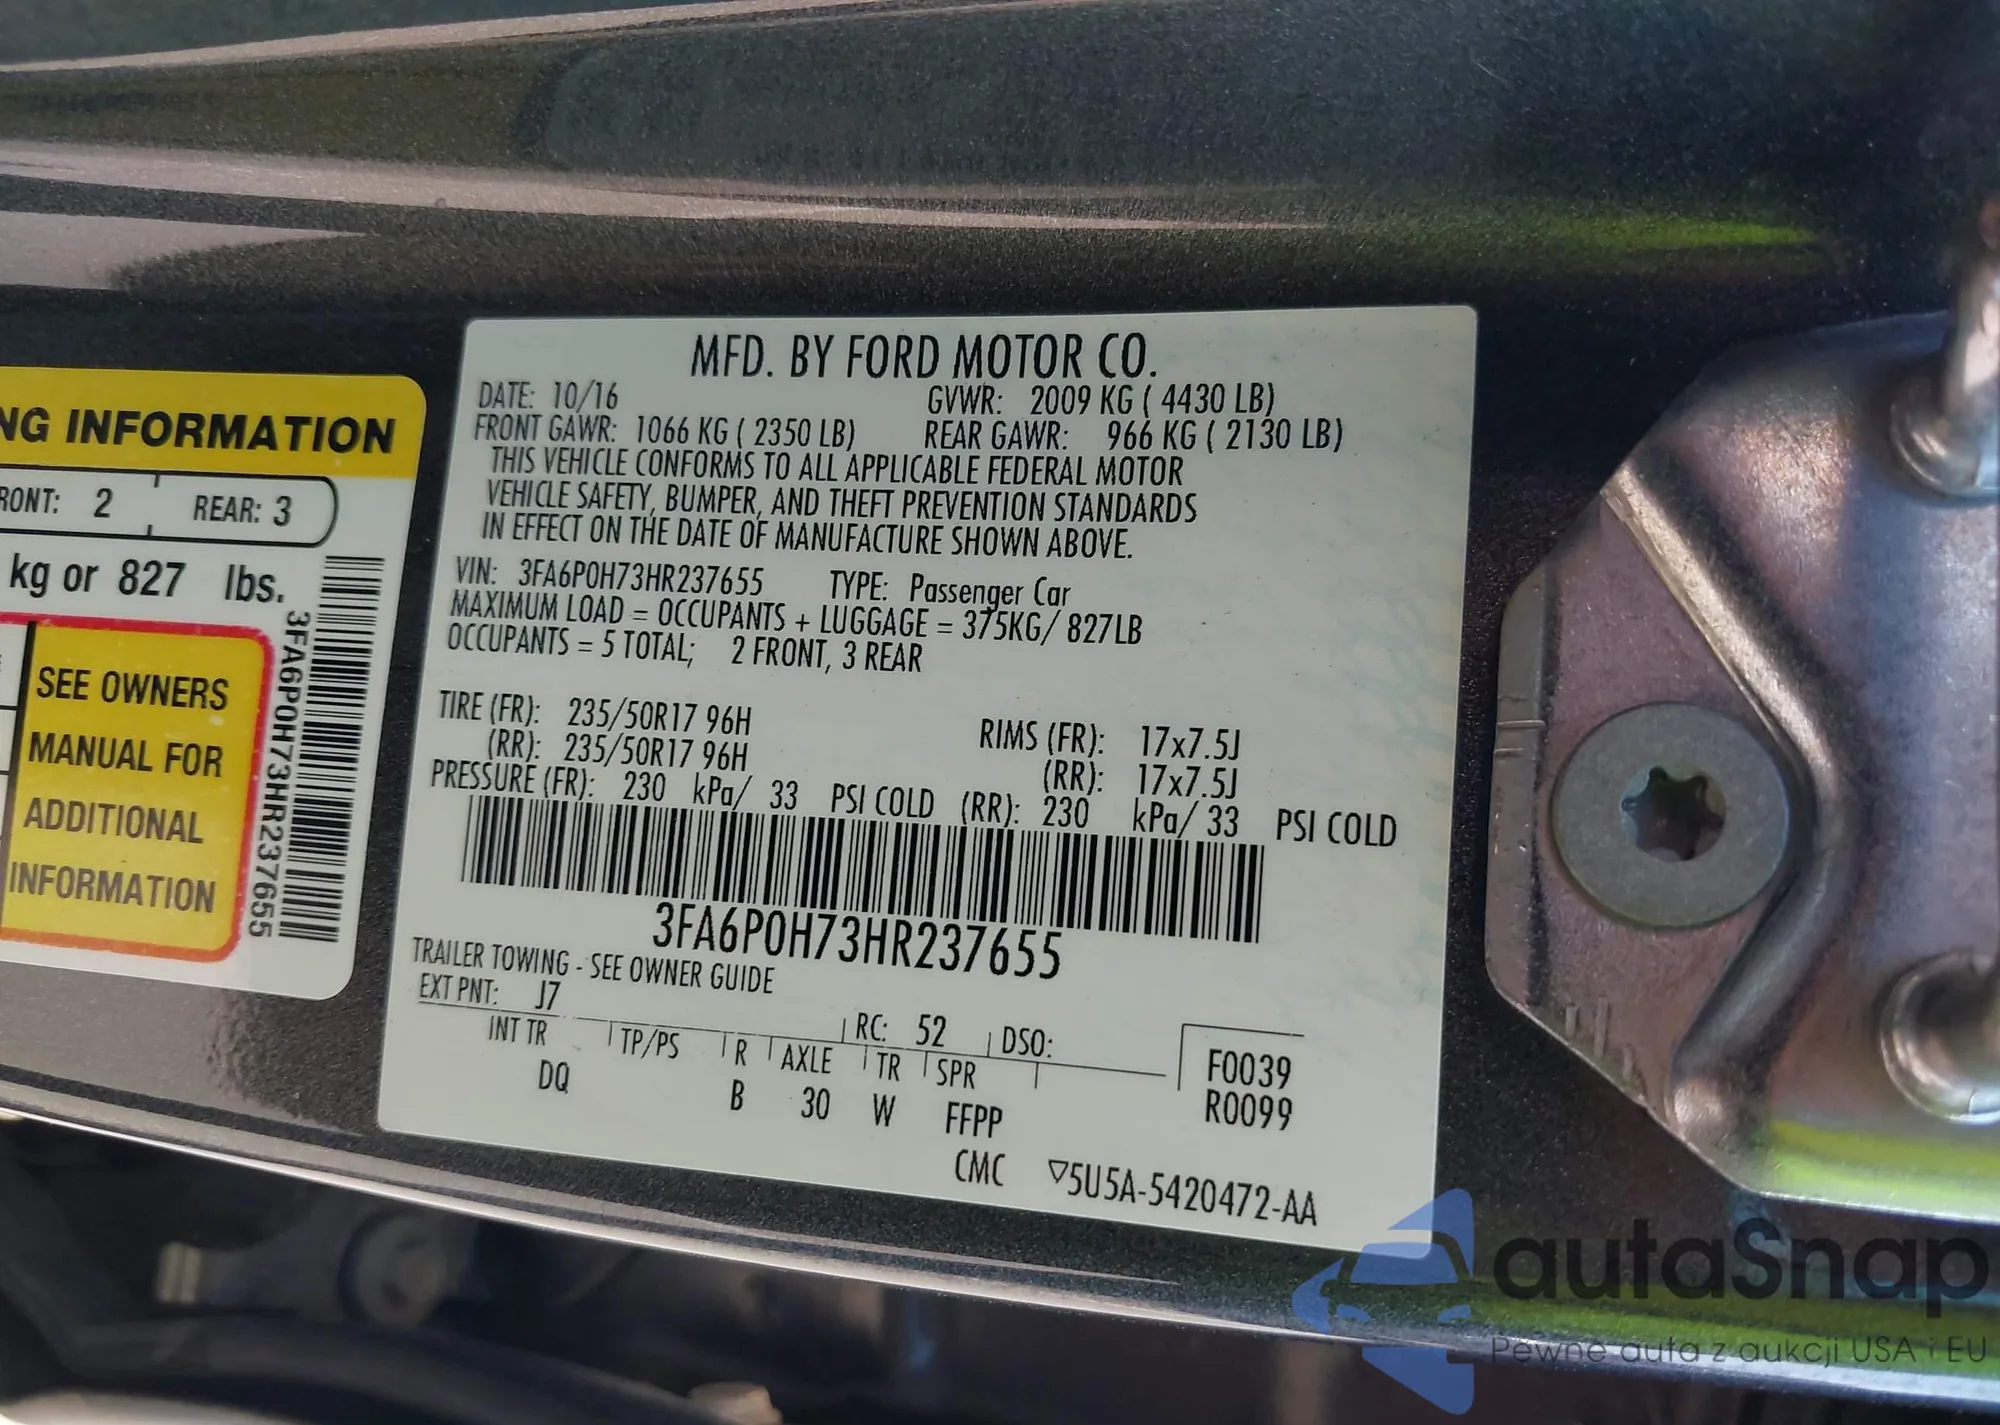 NG INFORMATION
RONT: 2 REAR: 3
kg or 827 lbs.
SEE OWNERS
MANUAL FOR
ADDITIONAL
INFORMATION
3FA6P0H73HR237655
MFD. BY FORD MOTOR CO.
DATE: 10/16 GVWR: 2009 KG ( 4430 LB)
FRONT GAWR: 1066 KG ( 2350 LB) REAR GAWR: 966 KG ( 2130 LB)
THIS VEHICLE CONFORMS TO ALL APPLICABLE FEDERAL MOTOR
VEHICLE SAFETY, BUMPER, AND THEFT PREVENTION STANDARDS
IN EFFECT ON THE DATE OF MANUFACTURE SHOWN ABOVE.
VIN: 3FA6P0H73HR237655 TYPE: Passenger Car
MAXIMUM LOAD = OCCUPANTS + LUGGAGE = 375KG/ 827LB
OCCUPANTS = 5 TOTAL; 2 FRONT, 3 REAR
TIRE (FR): 235/50R17 96H RIMS (FR): 17x7.5J
(RR): 235/50R17 96H (RR): 17x7.5J
PRESSURE (FR): 230 kPa/ 33 PSI COLD (RR): 230 kPa/ 33 PSI COLD
3FA6P0H73HR237655
TRAILER TOWING - SEE OWNER GUIDE
EXT PNT: J7 RC: 52 DSO:
INT TR TP/PS R AXLE TR SPR
DQ B 30 W FFPP
CMC
F0039
R0099
▽5U5A-5420472-AA
autaSnap
Pewne auta z aukcji USA i EU